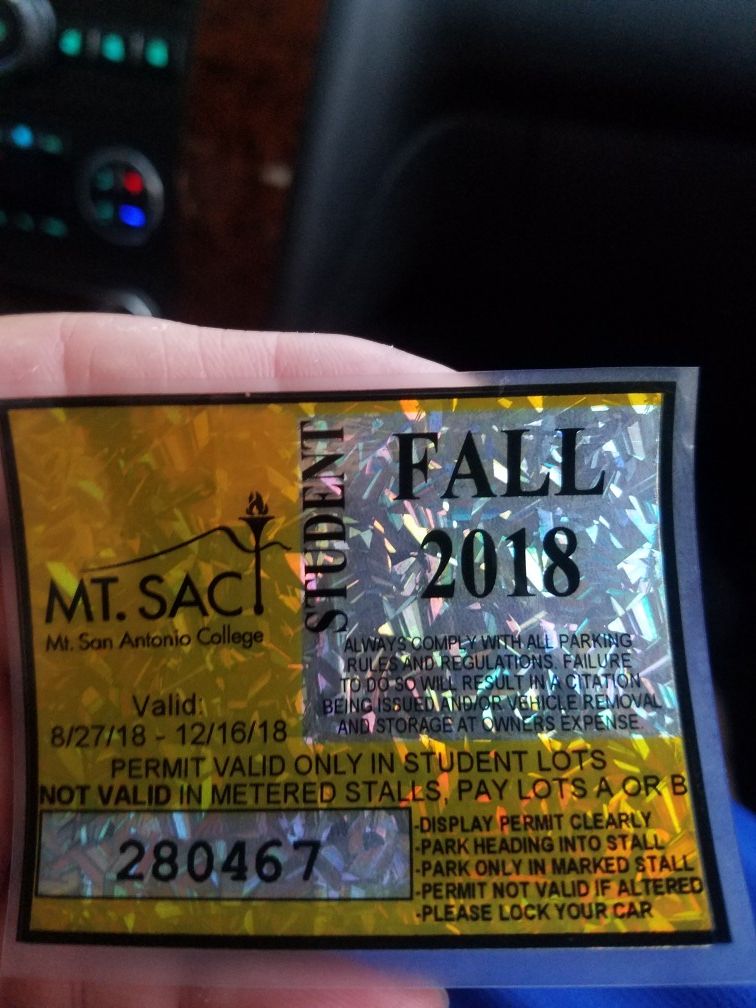 STUDENT
FALL
2018
ALWAYS COMPLY WITH ALL PARKING
RULES AND REGULATIONS. FAILURE
TO DO SO WILL RESULT IN A CITATION
BEING ISSUED AND/OR VEHICLE REMOVAL
AND STORAGE AT OWNERS EXPENSE.
MT. SAC
Mt. San Antonio College
Valid:
8/27/18 - 12/16/18
PERMIT VALID ONLY IN STUDENT LOTS
NOT VALID IN METERED STALLS, PAY LOTS A OR B
280467
-DISPLAY PERMIT CLEARLY
-PARK HEADING INTO STALL
-PARK ONLY IN MARKED STALL
-PERMIT NOT VALID IF ALTERED
-PLEASE LOCK YOUR CAR